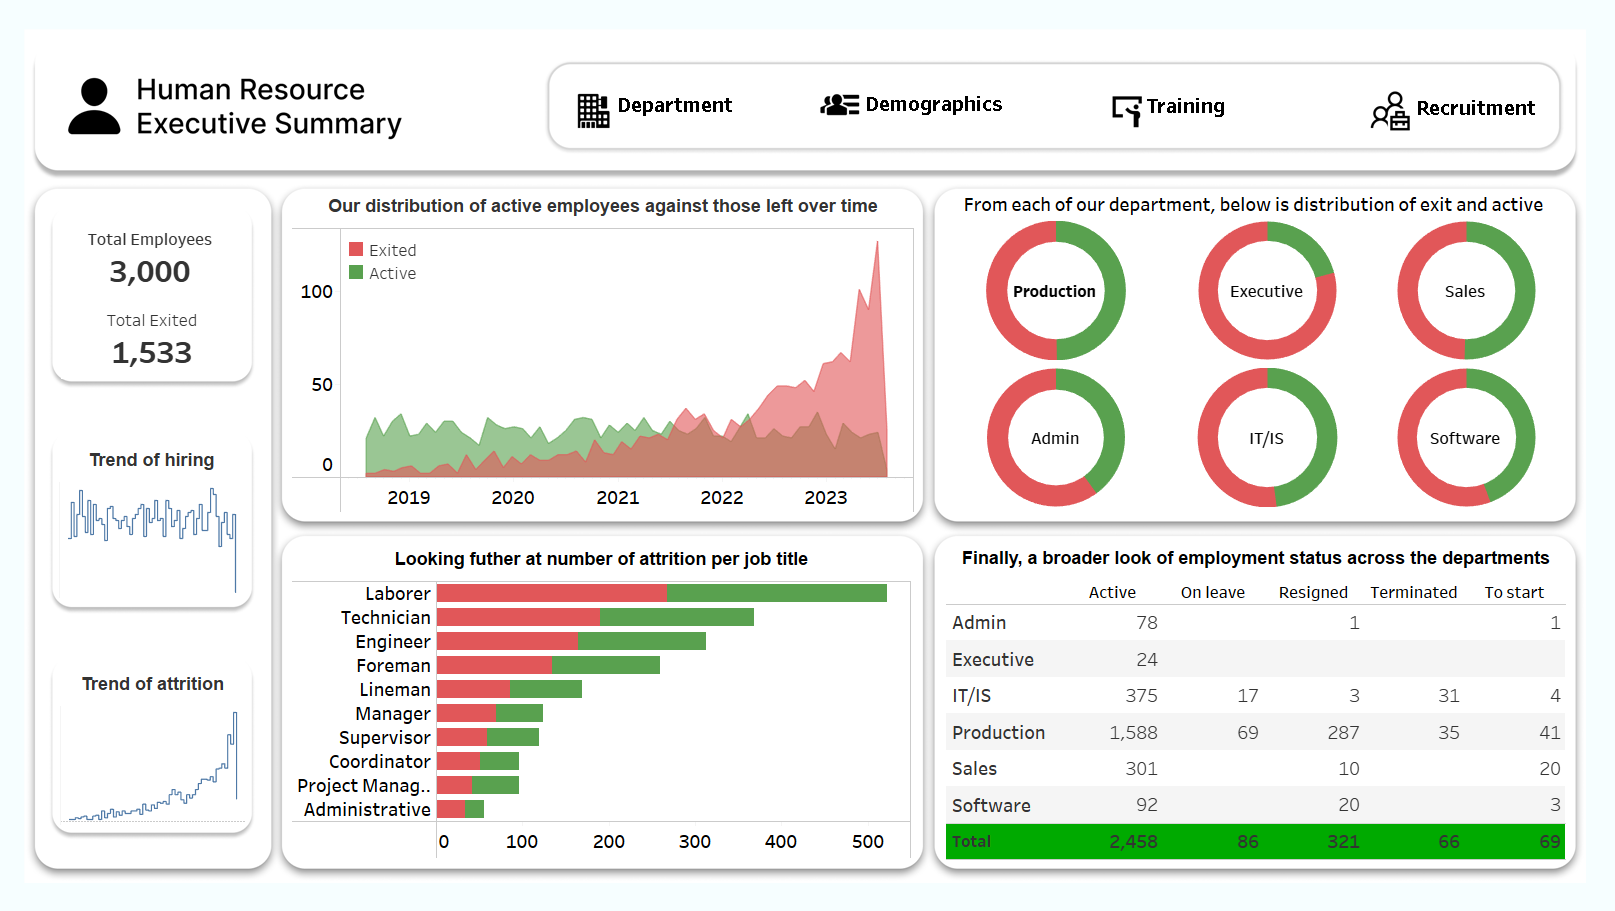 Human Resource
Executive Summary
Department
Demographics
Training
Recruitment
Total Employees
3,000
Total Exited
1,533
Trend of hiring
Trend of attrition
Our distribution of active employees against those left over time
Exited
Active
100
50
0
2019 2020 2021 2022 2023
From each of our department, below is distribution of exit and active
Production Executive Sales
Admin IT/IS Software
Looking futher at number of attrition per job title
Laborer
Technician
Engineer
Foreman
Lineman
Manager
Supervisor
Coordinator
Project Manag..
Administrative
0 100 200 300 400 500
Finally, a broader look of employment status across the departments
Active On leave Resigned Terminated To start
Admin 78 1 1
Executive 24
IT/IS 375 17 3 31 4
Production 1,588 69 287 35 41
Sales 301 10 20
Software 92 20 3
Total 2,458 86 321 66 69